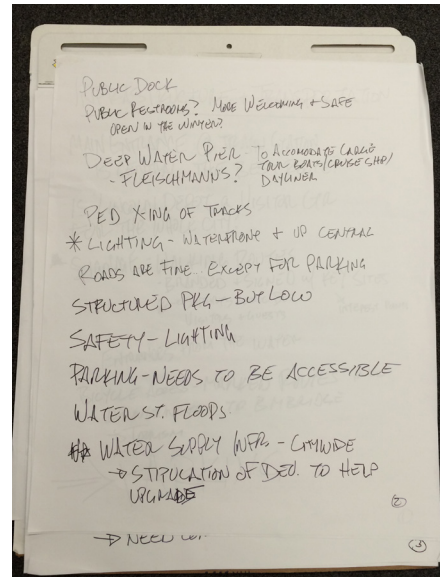 PUBLIC DOCK
PUBLIC RESTROOMS? MORE WELCOMING + SAFE
OPEN IN THE WINTER?
DEEP WATER PIER - TO ACCOMODATE LARGE
- FLEISCHMANNS? TOUR BOATS/CRUISE SHIP/
DAYLINER
PED XING OF TRACKS
* LIGHTING - WATERFRONT + UP CENTRAL
ROADS ARE FINE EXCEPT FOR PARKING
STRUCTURED PKG - BUT LOW
SAFETY - LIGHTING
PARKING - NEEDS TO BE ACCESSIBLE
WATER ST. FLOODS.
WATER SUPPLY INFR. - CITYWIDE
→ STIPULATION OF DEV. TO HELP
UPGRADE
2
→ NEED
3